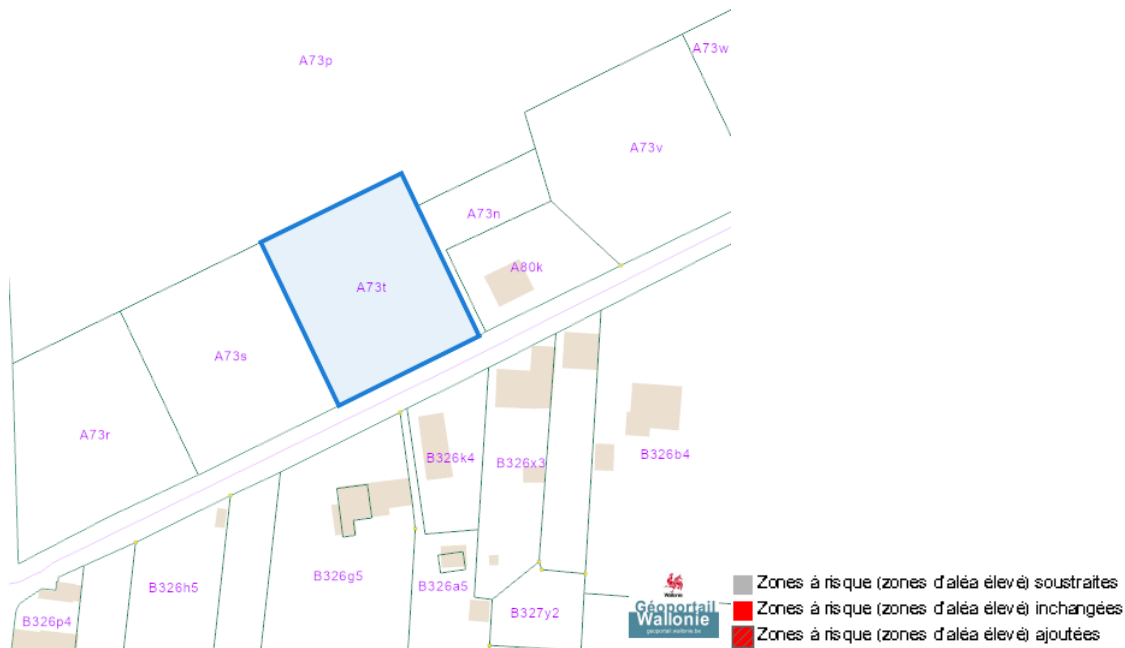 A73p
A73w
A73v
A73n
A80k
A73t
A73s
A73r
B326k4
B326x3
B326b4
B326h5
B326g5
B326a5
B327y2
B326p4
Wallonie
Géoportail
Wallonie
geoportail.wallonie.be
Zones à risque (zones d'aléa élevé) soustraites
Zones à risque (zones d'aléa élevé) inchangées
Zones à risque (zones d'aléa élevé) ajoutées